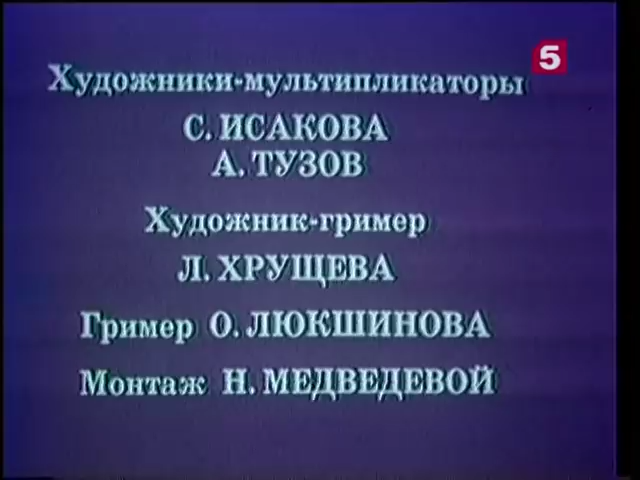 5
Художники-мультипликаторы
С. ИСАКОВА
А. ТУЗОВ
Художник-гример
Л. ХРУЩЕВА
Гример О. ЛЮКШИНОВА
Монтаж Н. МЕДВЕДЕВОЙ